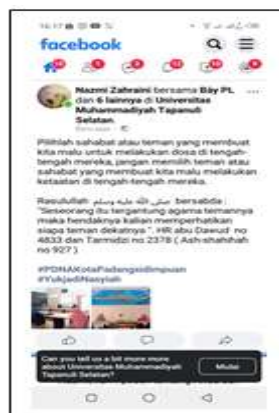 16:17
facebook
Nazmi Zahraini bersama Bây PL
dan 6 lainnya di Universitas
Muhammadiyah Tapanuli
Selatan.
Pilihlah sahabat atau teman yang membuat
kita malu untuk melakukan dosa di tengah-
tengah mereka, jangan memilih teman atau
sahabat yang membuat kita malu melakukan
ketaatan di tengah-tengah mereka.
Rasulullah صلى الله عليه وسلم bersabda :
"Seseorang itu tergantung agama temannya
maka hendaknya kalian memperhatikan
siapa teman dekatnya ". HR abu Dawud no
4833 dan Tarmidzi no 2378 ( Ash-shahihah
no 927 )
#PDNAKotaPadangsidimpuan
#YukjadiNasyiah
Can you tell us a bit more more
about Universitas Muhammadiyah
Tapanuli Selatan?
Mulai